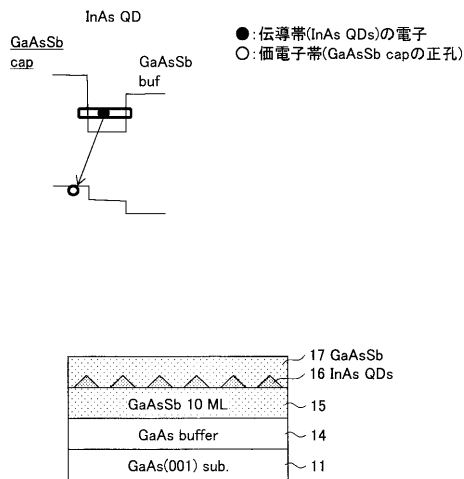 InAs QD
GaAsSb
cap
GaAsSb
buf
●:伝導帯(InAs QDs)の電子
○:価電子帯(GaAsSb capの正孔)
17 GaAsSb
16 InAs QDs
GaAsSb 10 ML
15
GaAs buffer
14
GaAs(001) sub.
11